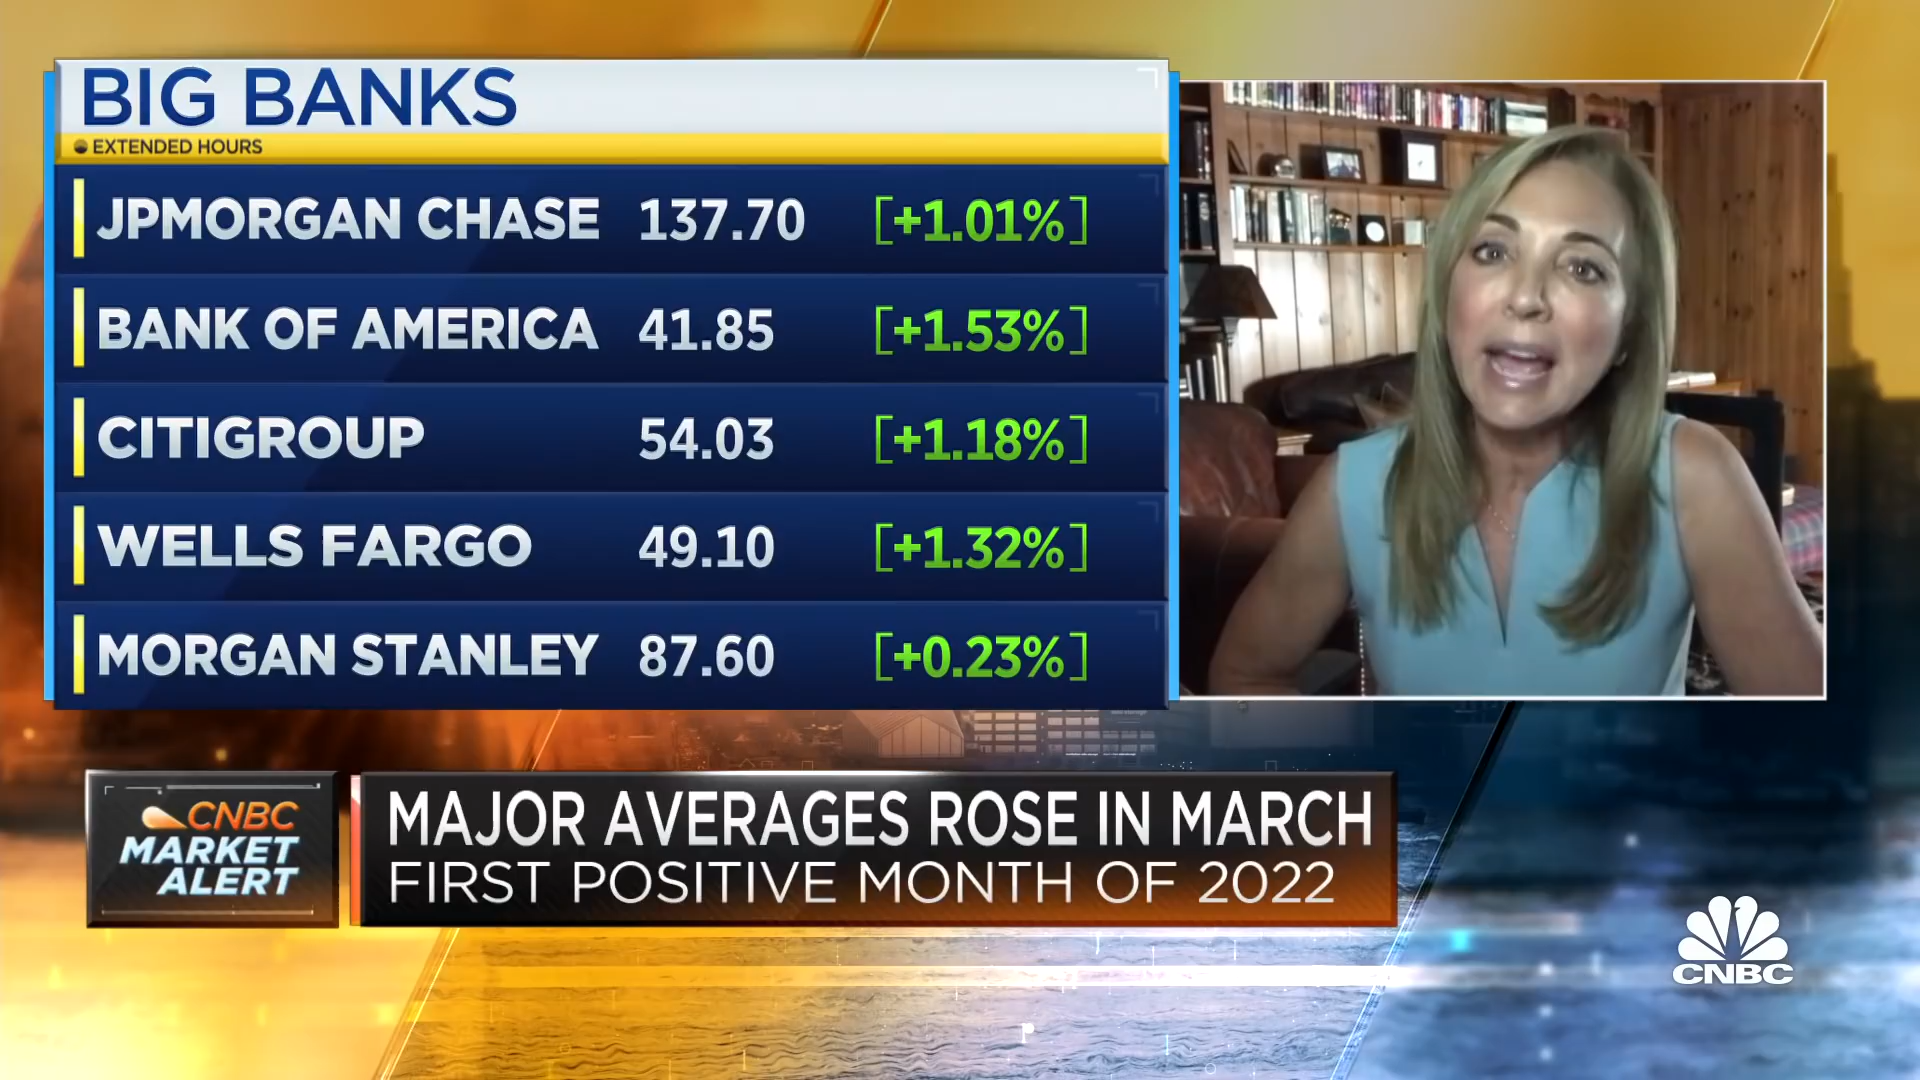 BIG BANKS
EXTENDED HOURS
JPMORGAN CHASE 137.70 [+1.01%]
BANK OF AMERICA 41.85 [+1.53%]
CITIGROUP 54.03 [+1.18%]
WELLS FARGO 49.10 [+1.32%]
MORGAN STANLEY 87.60 [+0.23%]
CNBC
MARKET
ALERT
MAJOR AVERAGES ROSE IN MARCH
FIRST POSITIVE MONTH OF 2022
CNBC